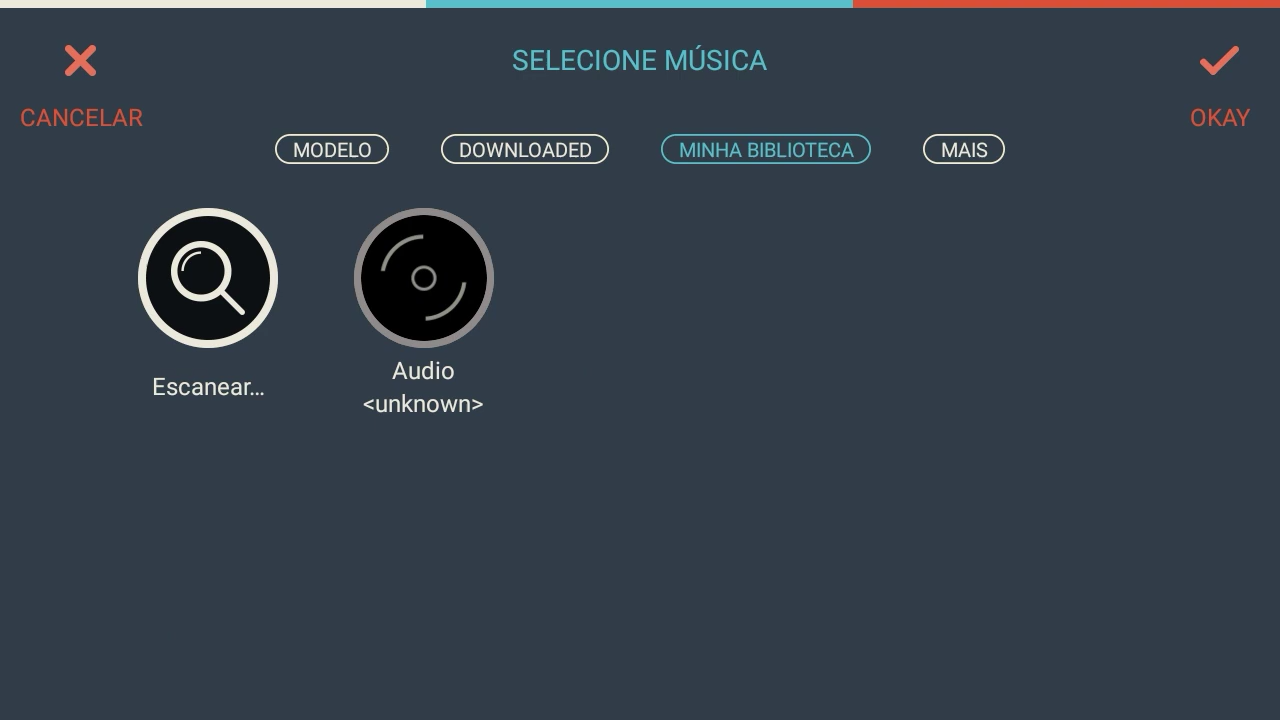 SELECIONE MÚSICA
CANCELAR
OKAY
MODELO
DOWNLOADED
MINHA BIBLIOTECA
MAIS
Escanear...
Audio
<unknown>